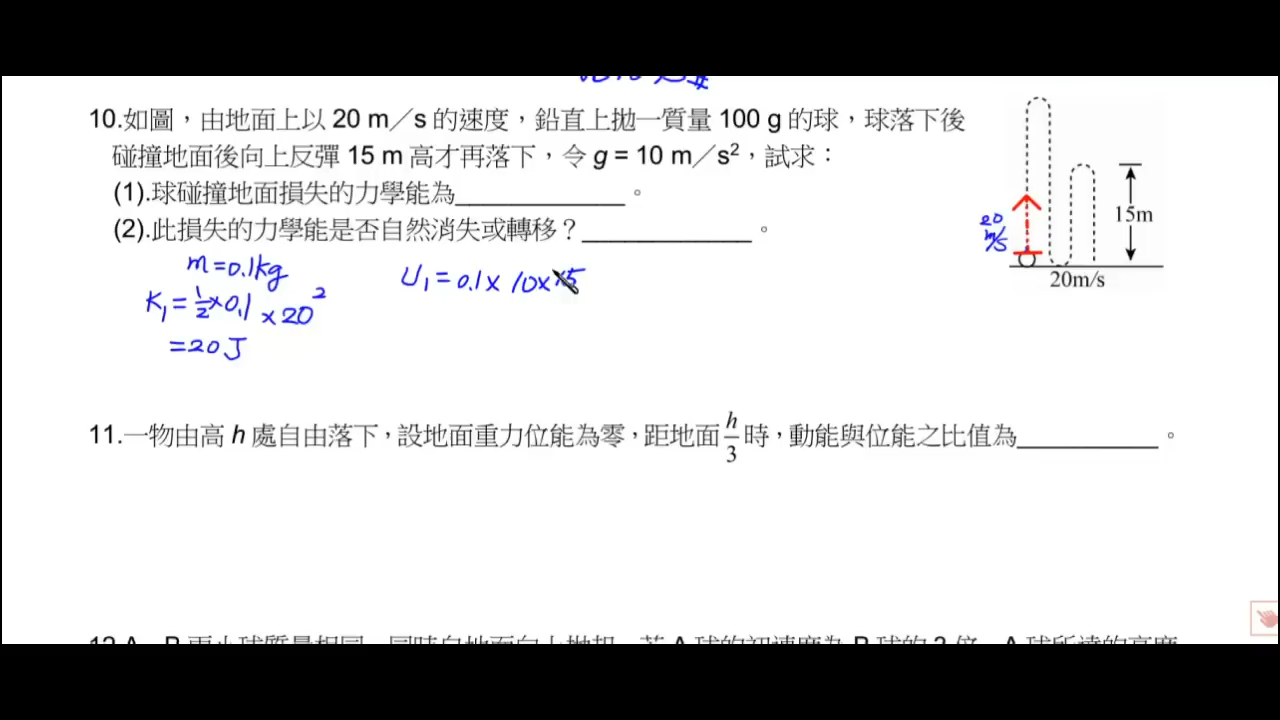 10.如圖，由地面上以 20 m／s 的速度，鉛直上拋一質量 100 g 的球，球落下後
碰撞地面後向上反彈 15 m 高才再落下，令 g = 10 m／s²，試求：
(1).球碰撞地面損失的力學能為____________。
(2).此損失的力學能是否自然消失或轉移？____________。
20 m/s
15m
20m/s
m=0.1kg
K₁ = 1/2 × 0.1 × 20²
=20 J
U₁ = 0.1 × 10 ×
11.一物由高 h 處自由落下，設地面重力位能為零，距地面 h/3 時，動能與位能之比值為__________。